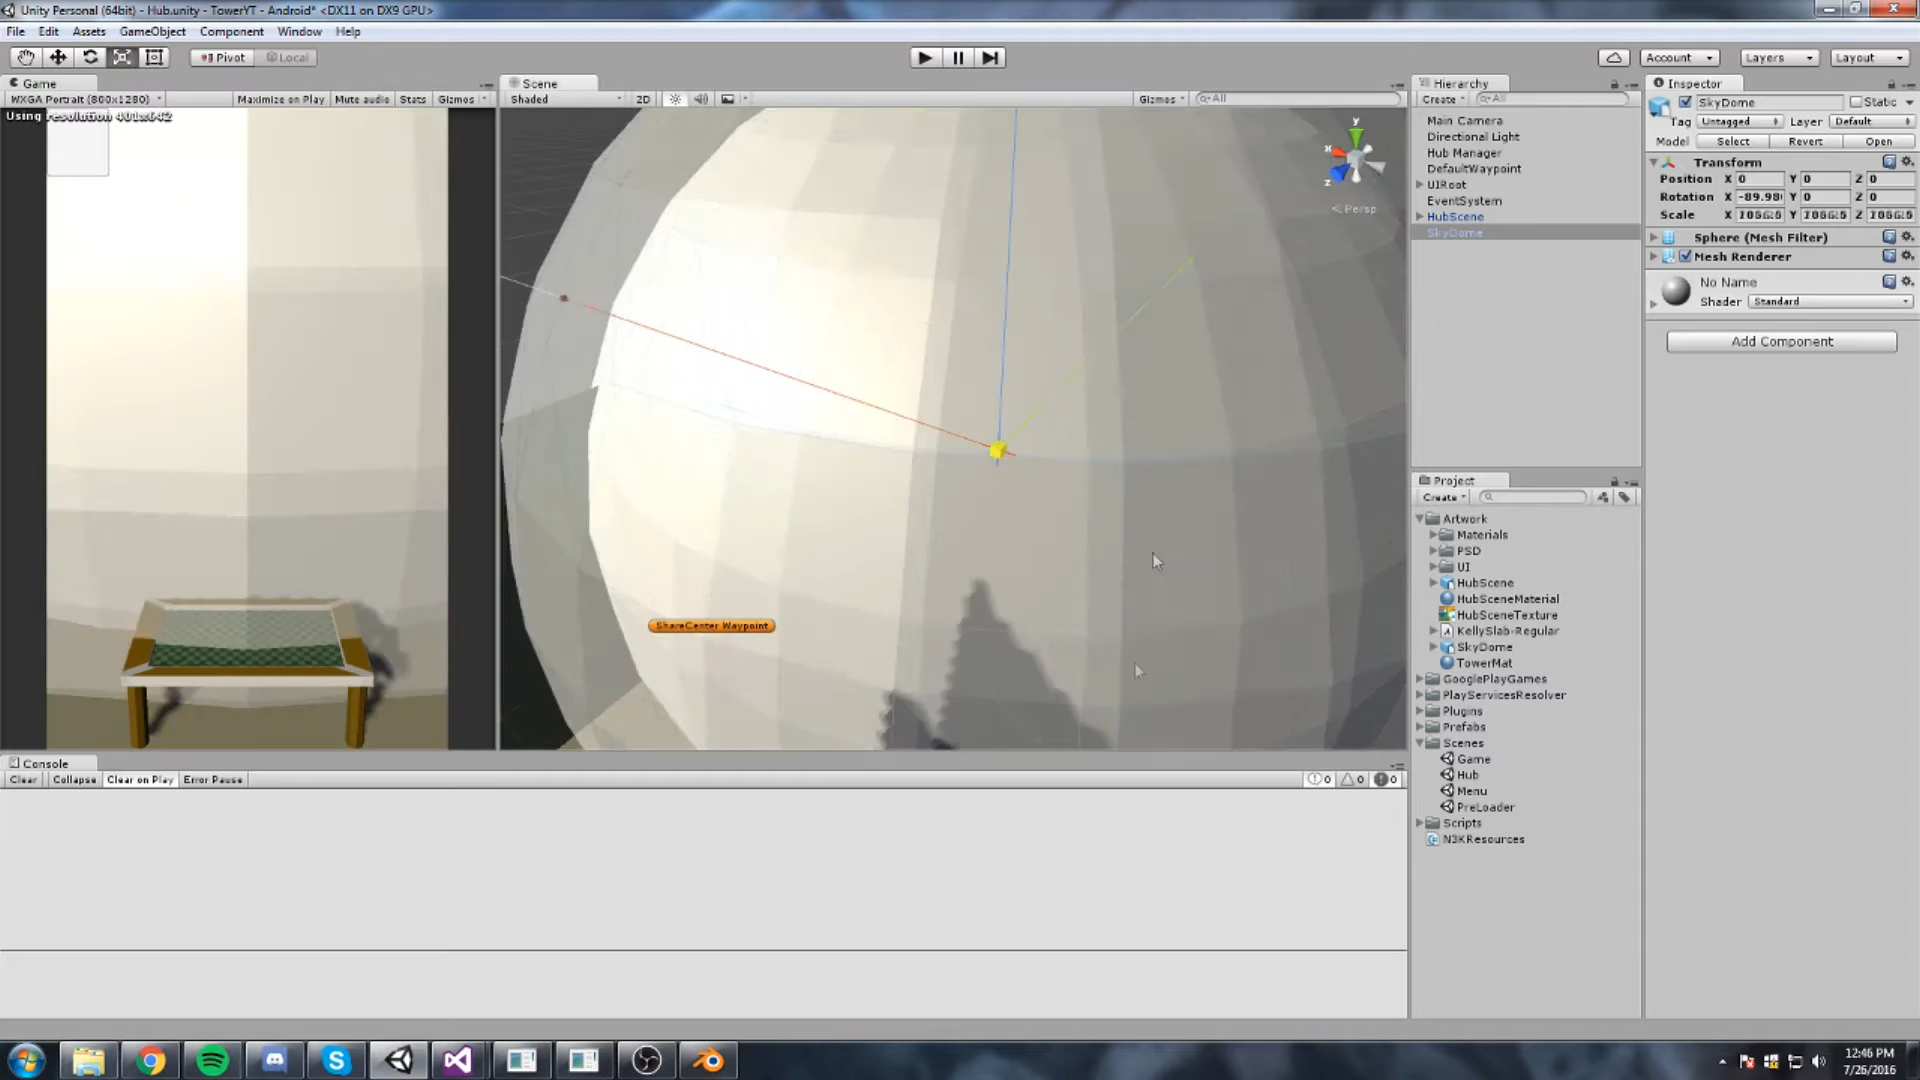 Unity Personal (64bit) - Hub.unity - TowerYT - Android* <DX11 on DX9 GPU>
File Edit Assets GameObject Component Window Help
Pivot Local Account Layers Layout
Game Scene Hierarchy Inspector
WXGA Portrait (800x1280) Maximize on Play Mute audio Stats Gizmos Shaded 2D Gizmos All Create All
SkyDome Static
Using resolution 401x642
Tag Untagged Layer Default
Model Select Revert Open
Transform
Position X 0 Y 0 Z 0
Rotation X -89.98 Y 0 Z 0
Scale X Y Z
Sphere (Mesh Filter)
Mesh Renderer
No Name
Shader Standard
Add Component
y
x
z
Persp
ShareCenter Waypoint
Main Camera
Directional Light
Hub Manager
DefaultWaypoint
UIRoot
EventSystem
HubScene
SkyDome
Project
Create
Artwork
Materials
PSD
UI
HubScene
HubSceneMaterial
HubSceneTexture
KellySlab-Regular
SkyDome
TowerMat
GooglePlayGames
PlayServicesResolver
Plugins
Prefabs
Scenes
Game
Hub
Menu
PreLoader
Scripts
N3KResources
Console
Clear Collapse Clear on Play Error Pause 0 0 0
12:46 PM
7/26/2016